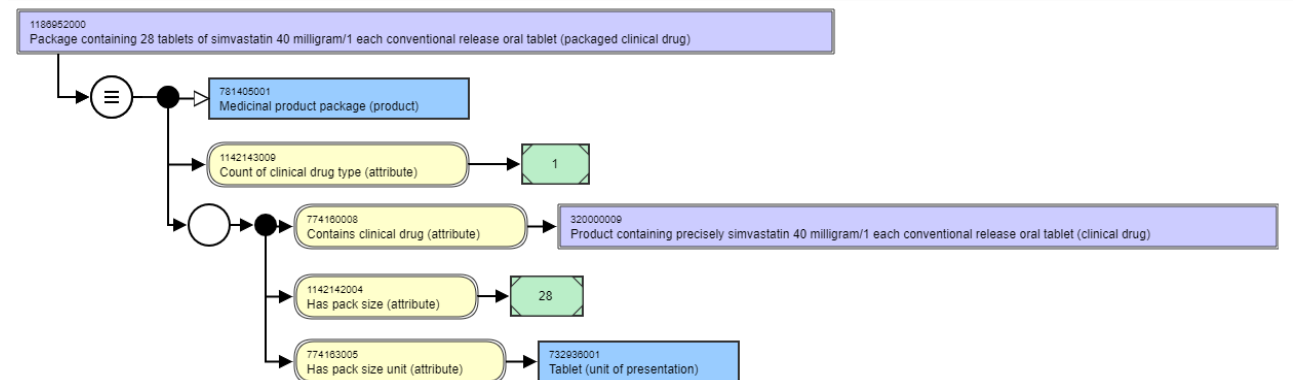 1186952000
Package containing 28 tablets of simvastatin 40 milligram/1 each conventional release oral tablet (packaged clinical drug)
781405001
Medicinal product package (product)
1142143009
Count of clinical drug type (attribute)
1
774160008
Contains clinical drug (attribute)
320000009
Product containing precisely simvastatin 40 milligram/1 each conventional release oral tablet (clinical drug)
1142142004
Has pack size (attribute)
28
774163005
Has pack size unit (attribute)
732936001
Tablet (unit of presentation)